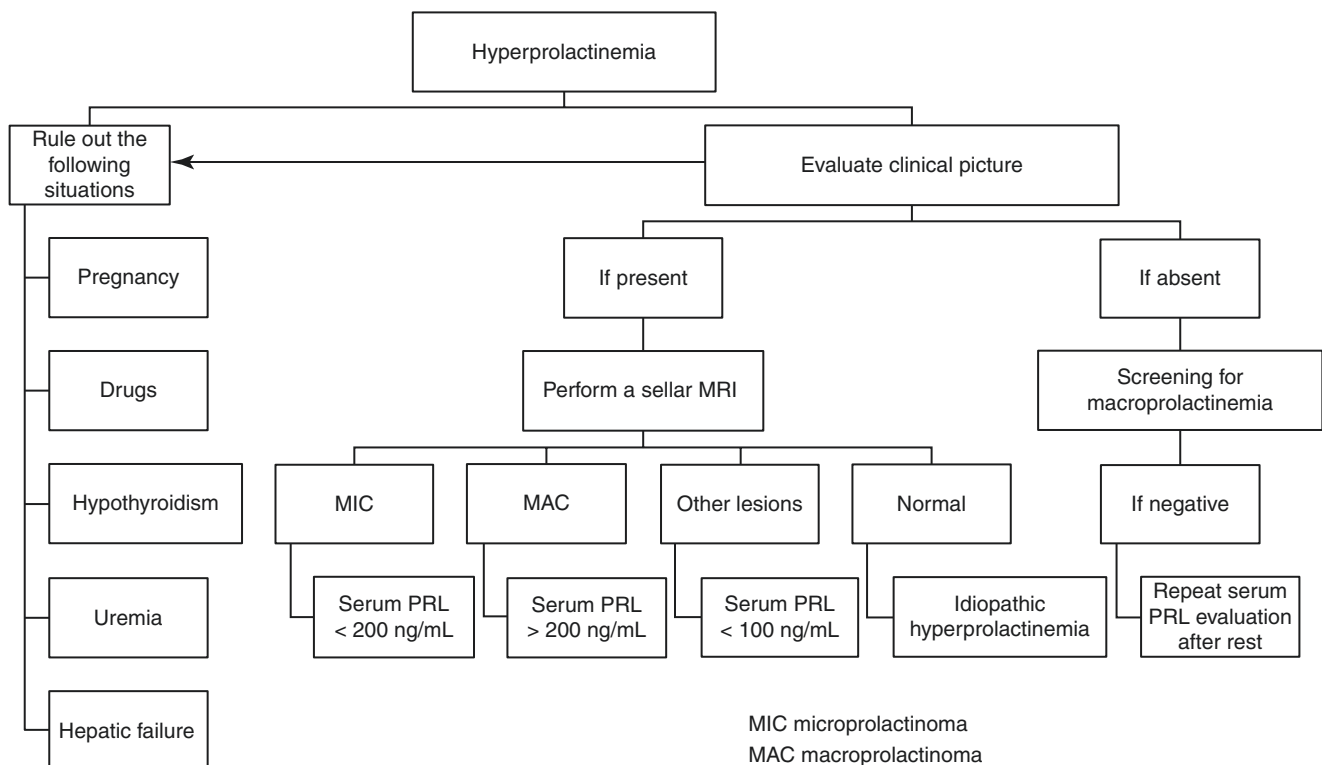 Hyperprolactinemia
Rule out the
following
situations
Evaluate clinical picture
Pregnancy
If present
If absent
Drugs
Perform a sellar MRI
Screening for
macroprolactinemia
Hypothyroidism
MIC
MAC
Other lesions
Normal
If negative
Uremia
Serum PRL
< 200 ng/mL
Serum PRL
> 200 ng/mL
Serum PRL
< 100 ng/mL
Idiopathic
hyperprolactinemia
Repeat serum
PRL evaluation
after rest
Hepatic failure
MIC microprolactinoma
MAC macroprolactinoma